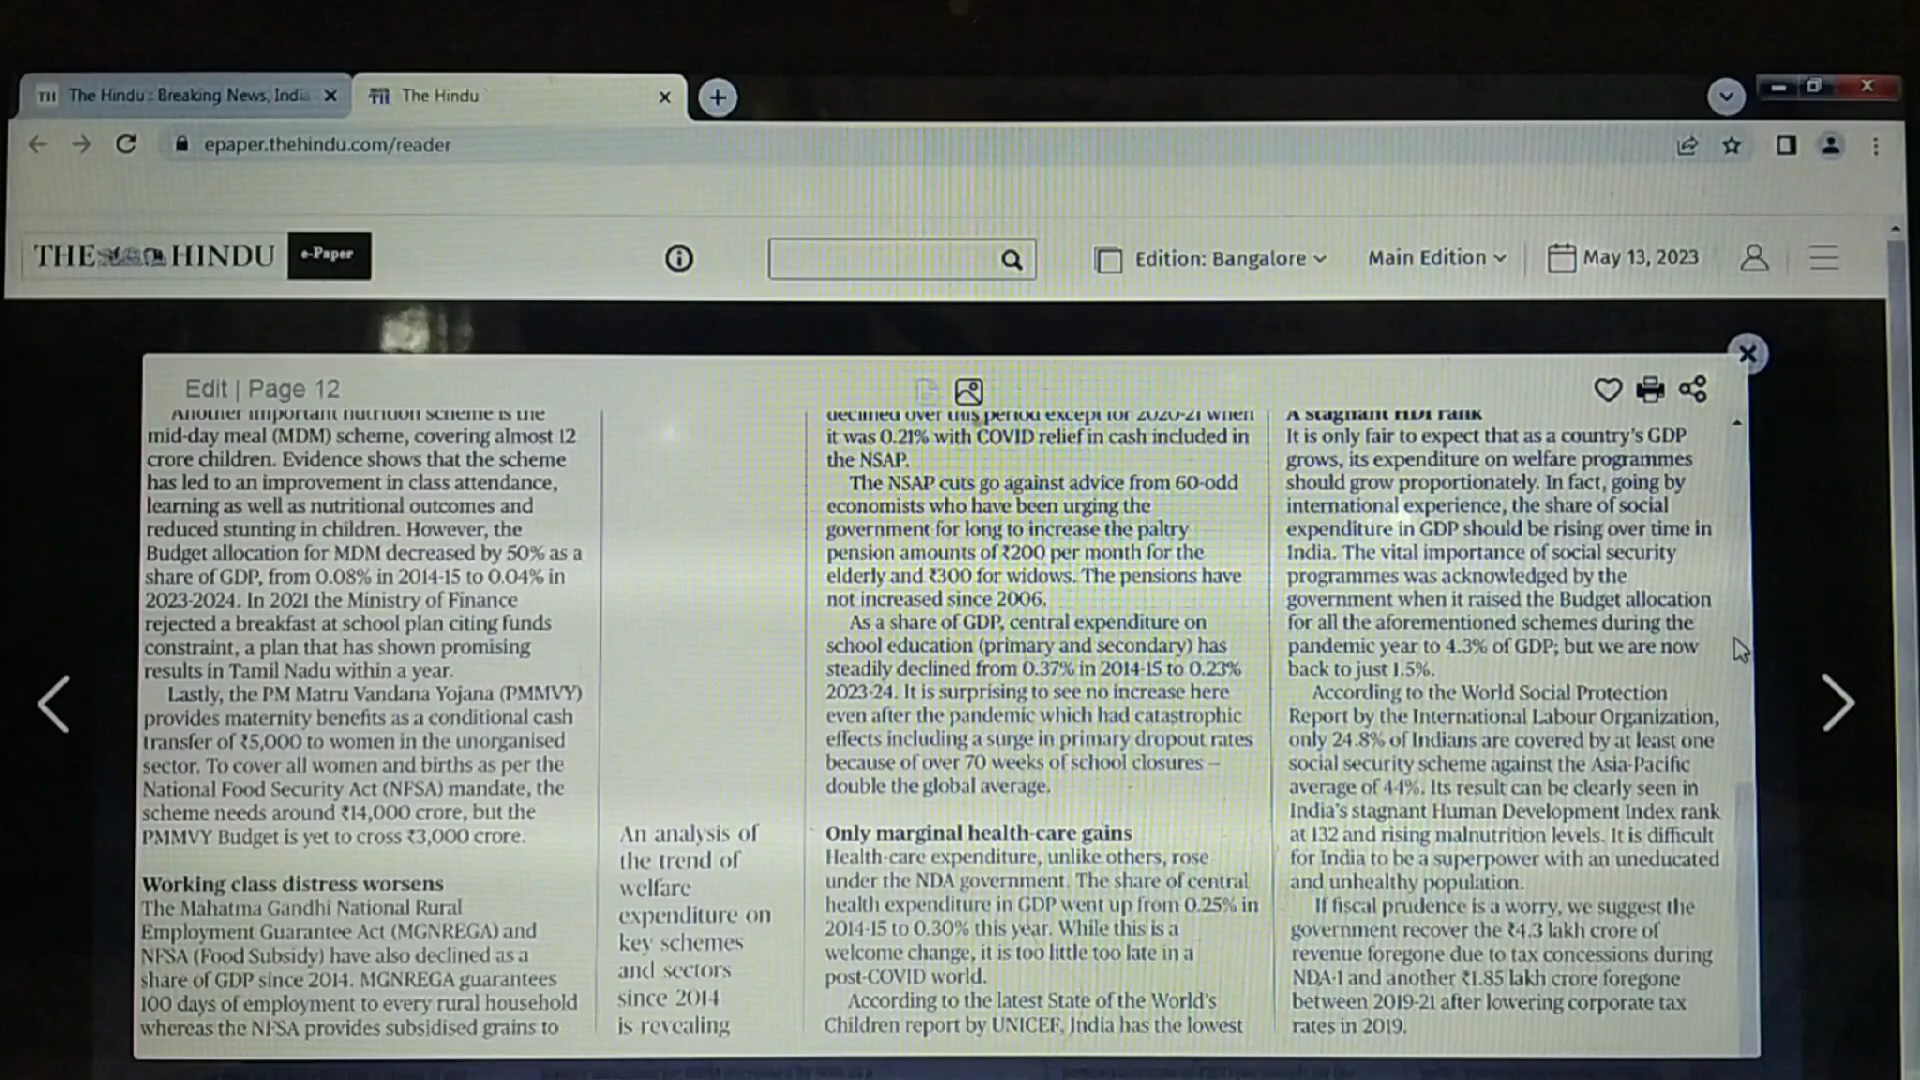 The Hindu : Breaking News, India
The Hindu
epaper.thehindu.com/reader
THE HINDU
e-Paper
Edition: Bangalore
Main Edition
May 13, 2023
Edit | Page 12
Another important nutrition scheme is the
mid-day meal (MDM) scheme, covering almost 12
crore children. Evidence shows that the scheme
has led to an improvement in class attendance,
learning as well as nutritional outcomes and
reduced stunting in children. However, the
Budget allocation for MDM decreased by 50% as a
share of GDP, from 0.08% in 2014-15 to 0.04% in
2023-2024. In 2021 the Ministry of Finance
rejected a breakfast at school plan citing funds
constraint, a plan that has shown promising
results in Tamil Nadu within a year.
Lastly, the PM Matru Vandana Yojana (PMMVY)
provides maternity benefits as a conditional cash
transfer of ₹5,000 to women in the unorganised
sector. To cover all women and births as per the
National Food Security Act (NFSA) mandate, the
scheme needs around ₹14,000 crore, but the
PMMVY Budget is yet to cross ₹3,000 crore.
Working class distress worsens
The Mahatma Gandhi National Rural
Employment Guarantee Act (MGNREGA) and
NFSA (Food Subsidy) have also declined as a
share of GDP since 2014. MGNREGA guarantees
100 days of employment to every rural household
whereas the NFSA provides subsidised grains to
An analysis of
the trend of
welfare
expenditure on
key schemes
and sectors
since 2014
is revealing
declined over this period except for 2020-21 when
it was 0.21% with COVID relief in cash included in
the NSAP.
The NSAP cuts go against advice from 60-odd
economists who have been urging the
government for long to increase the paltry
pension amounts of ₹200 per month for the
elderly and ₹300 for widows. The pensions have
not increased since 2006.
As a share of GDP, central expenditure on
school education (primary and secondary) has
steadily declined from 0.37% in 2014-15 to 0.23%
2023-24. It is surprising to see no increase here
even after the pandemic which had catastrophic
effects including a surge in primary dropout rates
because of over 70 weeks of school closures —
double the global average.
Only marginal health-care gains
Health-care expenditure, unlike others, rose
under the NDA government. The share of central
health expenditure in GDP went up from 0.25% in
2014-15 to 0.30% this year. While this is a
welcome change, it is too little too late in a
post-COVID world.
According to the latest State of the World's
Children report by UNICEF, India has the lowest
A stagnant HDI rank
It is only fair to expect that as a country's GDP
grows, its expenditure on welfare programmes
should grow proportionately. In fact, going by
international experience, the share of social
expenditure in GDP should be rising over time in
India. The vital importance of social security
programmes was acknowledged by the
government when it raised the Budget allocation
for all the aforementioned schemes during the
pandemic year to 4.3% of GDP; but we are now
back to just 1.5%.
According to the World Social Protection
Report by the International Labour Organization,
only 24.8% of Indians are covered by at least one
social security scheme against the Asia-Pacific
average of 44%. Its result can be clearly seen in
India's stagnant Human Development Index rank
at 132 and rising malnutrition levels. It is difficult
for India to be a superpower with an uneducated
and unhealthy population.
If fiscal prudence is a worry, we suggest the
government recover the ₹4.3 lakh crore of
revenue foregone due to tax concessions during
NDA-1 and another ₹1.85 lakh crore foregone
between 2019-21 after lowering corporate tax
rates in 2019.